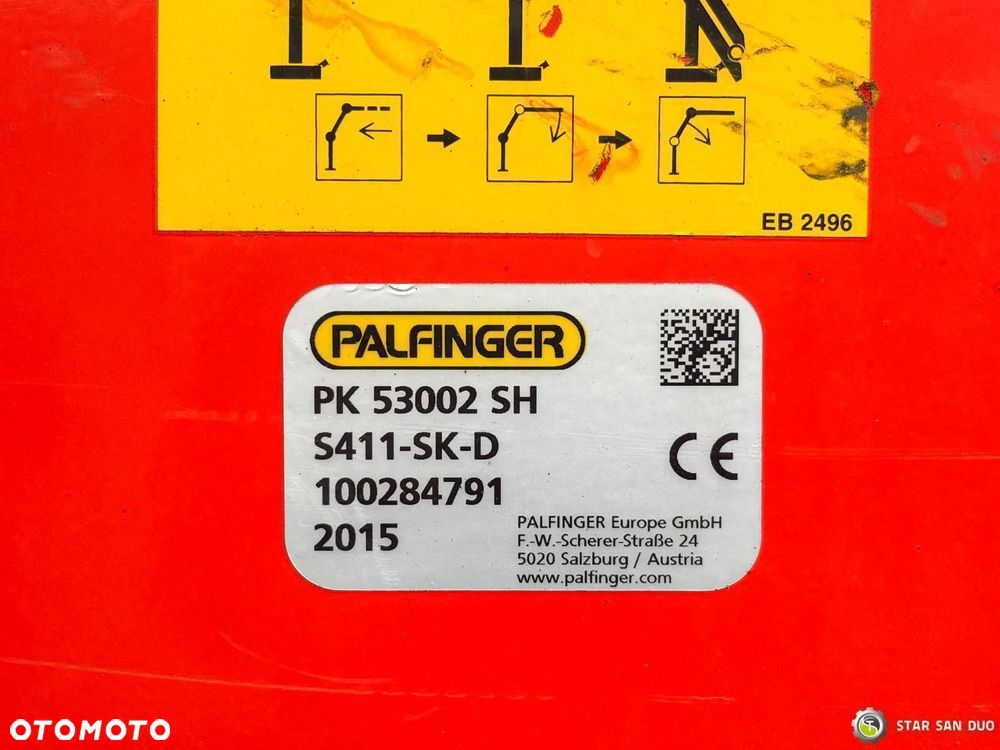 EB 2496
PALFINGER
PK 53002 SH
S411-SK-D
100284791
2015
CE
PALFINGER Europe GmbH
F.-W.-Scherer-Straße 24
5020 Salzburg / Austria
www.palfinger.com
OTOMOTO
STAR SAN DUO